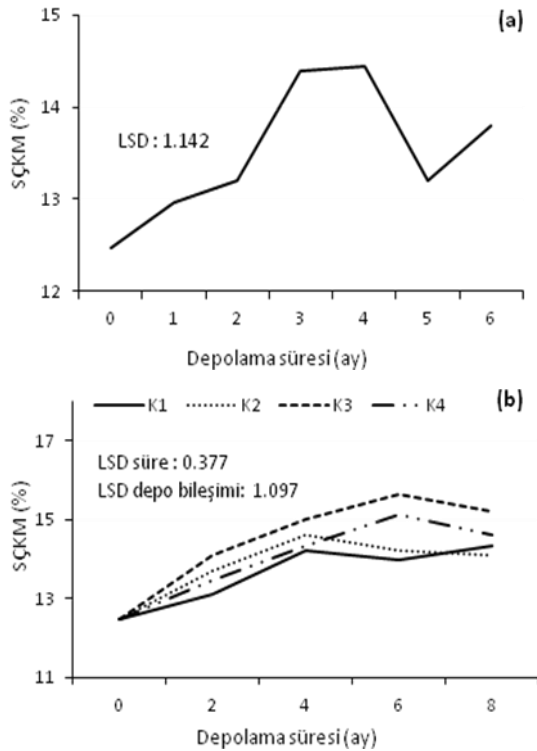 (a)
15
14
13
12
SÇKM (%)
LSD : 1.142
0 1 2 3 4 5 6
Depolama süresi (ay)
K1 K2 K3 K4
(b)
17
15
13
11
SÇKM (%)
LSD süre : 0.377
LSD depo bileşimi: 1.097
0 2 4 6 8
Depolama süresi (ay)